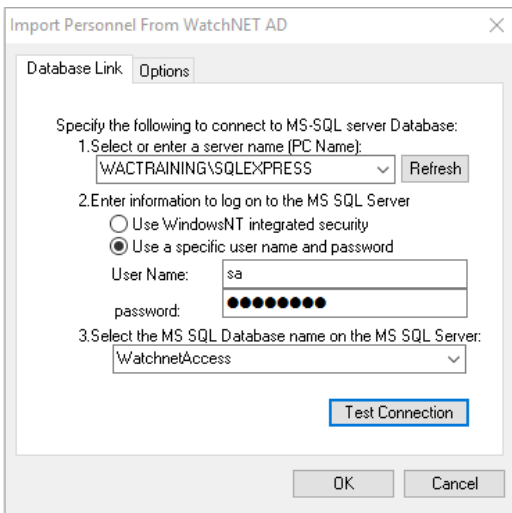 Import Personnel From WatchNET AD
Database Link Options
Specify the following to connect to MS-SQL server Database:
1.Select or enter a server name (PC Name):
WACTRAINING\SQLEXPRESS Refresh
2.Enter information to log on to the MS SQL Server
Use WindowsNT integrated security
Use a specific user name and password
User Name: sa
password: ●●●●●●●●
3.Select the MS SQL Database name on the MS SQL Server:
WatchnetAccess
Test Connection
OK Cancel